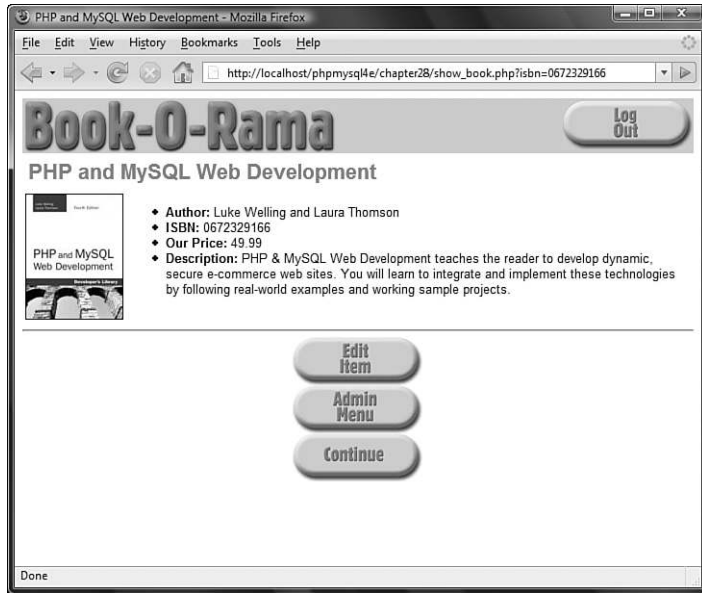 PHP and MySQL Web Development - Mozilla Firefox
File Edit View History Bookmarks Tools Help
http://localhost/phpmysql4e/chapter28/show_book.php?isbn=0672329166
Book-O-Rama
Log
Out
PHP and MySQL Web Development
Fourth Edition
PHP and MySQL
Web Development
Developer's Library
Author: Luke Welling and Laura Thomson
ISBN: 0672329166
Our Price: 49.99
Description: PHP & MySQL Web Development teaches the reader to develop dynamic,
secure e-commerce web sites. You will learn to integrate and implement these technologies
by following real-world examples and working sample projects.
Edit
Item
Admin
Menu
Continue
Done